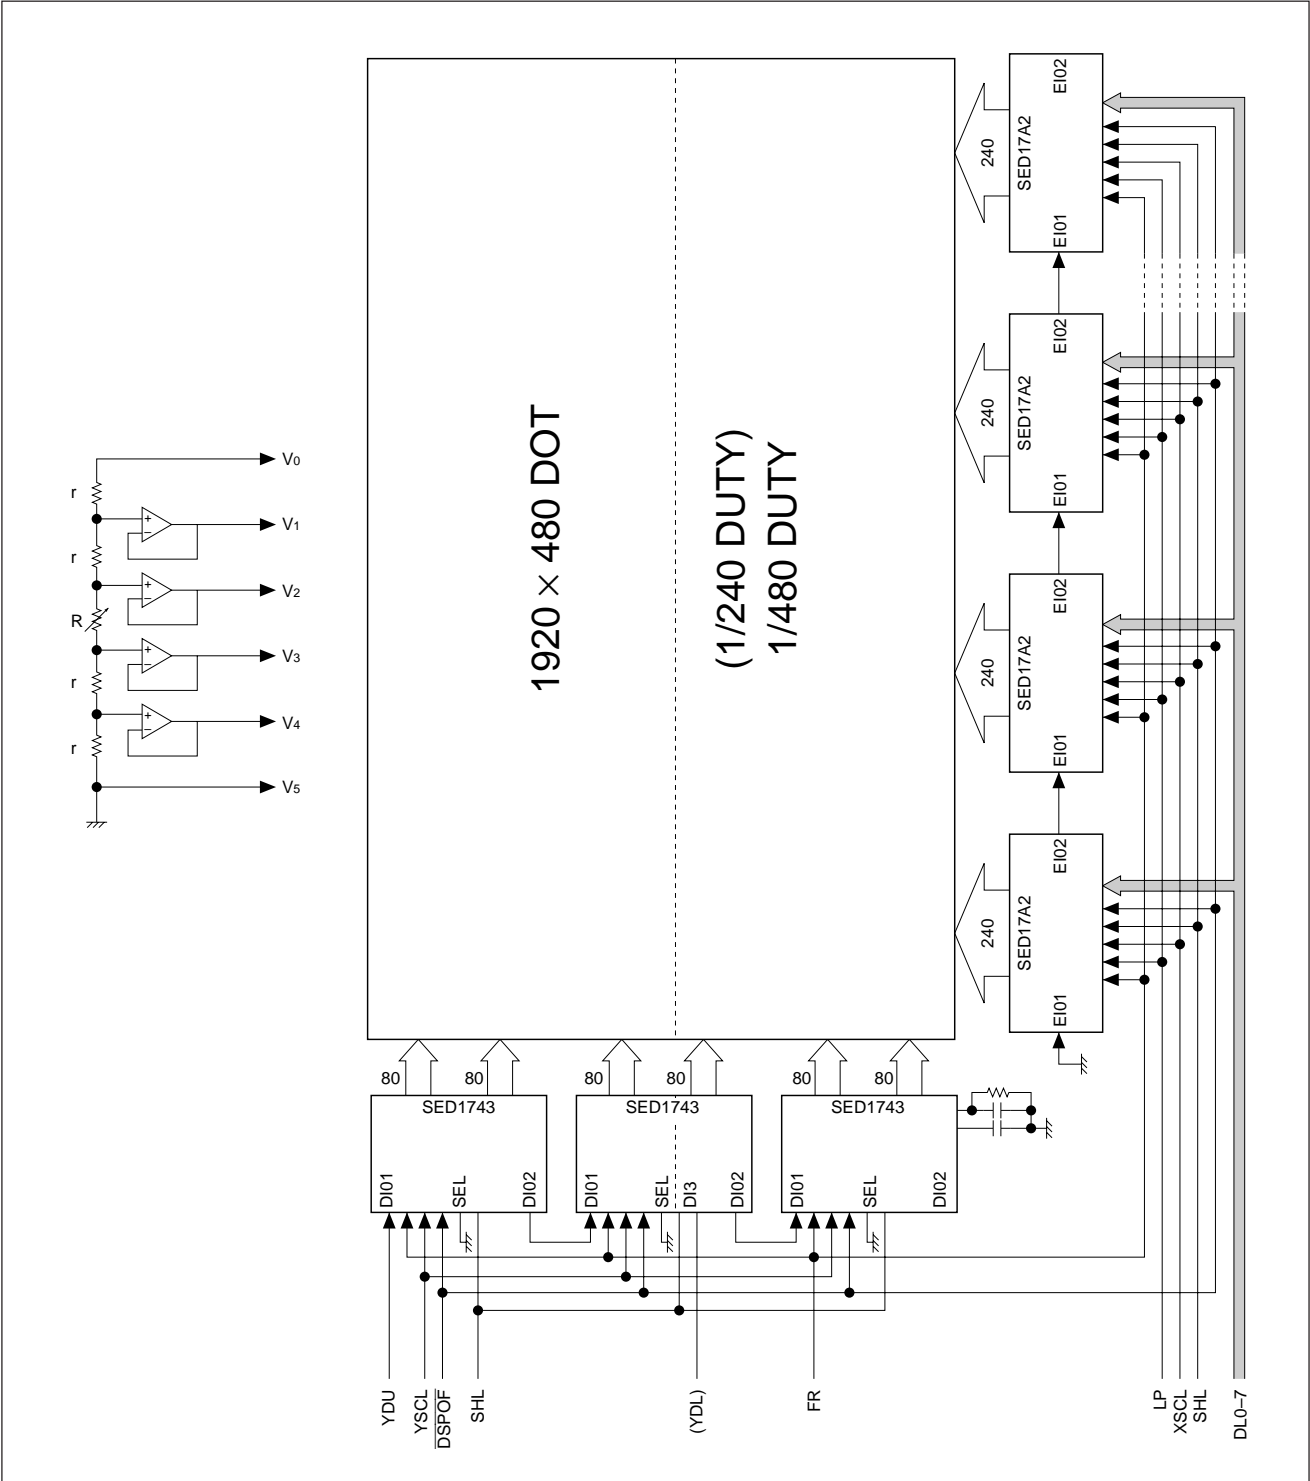 r
r
R
r
r
+
−
+
−
+
−
+
−
V0
V1
V2
V3
V4
V5
1920 × 480 DOT
(1/240 DUTY)
1/480 DUTY
240
SED17A2
EI02
EI01
240
SED17A2
EI02
EI01
240
SED17A2
EI02
EI01
240
SED17A2
EI02
EI01
80
80
SED1743
DI01
SEL
DI02
80
80
SED1743
DI01
SEL
DI3
DI02
80
80
SED1743
DI01
SEL
DI02
YDU
YSCL
DSPOF
SHL
(YDL)
FR
LP
XSCL
SHL
DL0–7